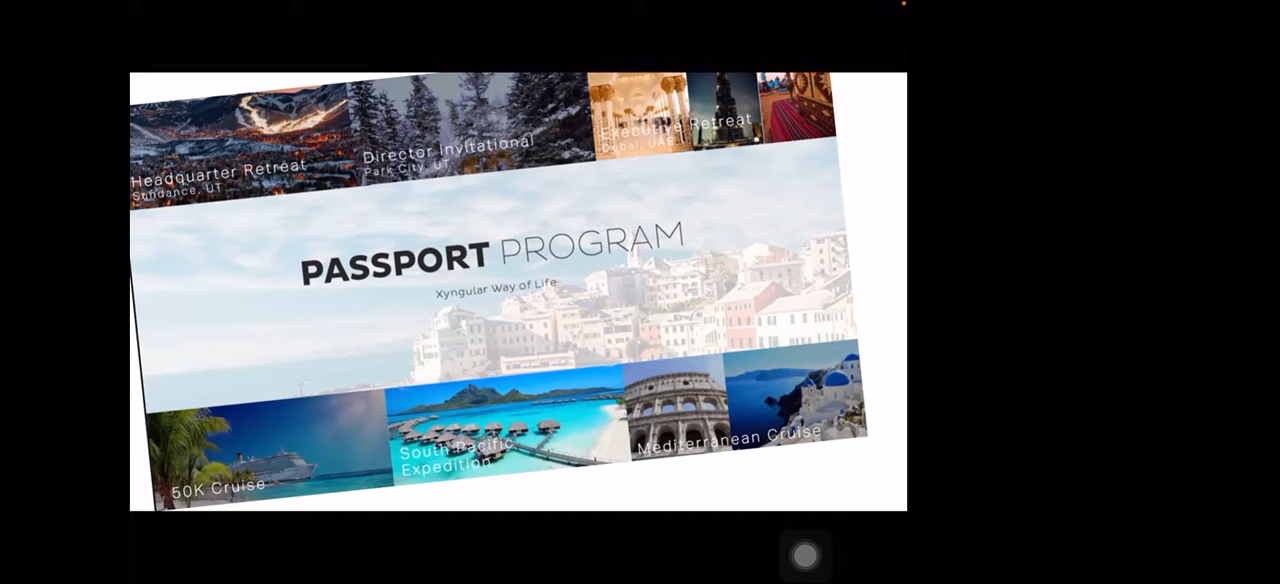 Headquarter Retreat
Sundance, UT
Director Invitational
Park City, UT
Executive Retreat
Dubai, UAE
PASSPORT PROGRAM
Xyngular Way of Life
50K Cruise
South Pacific
Expedition
Mediterranean Cruise